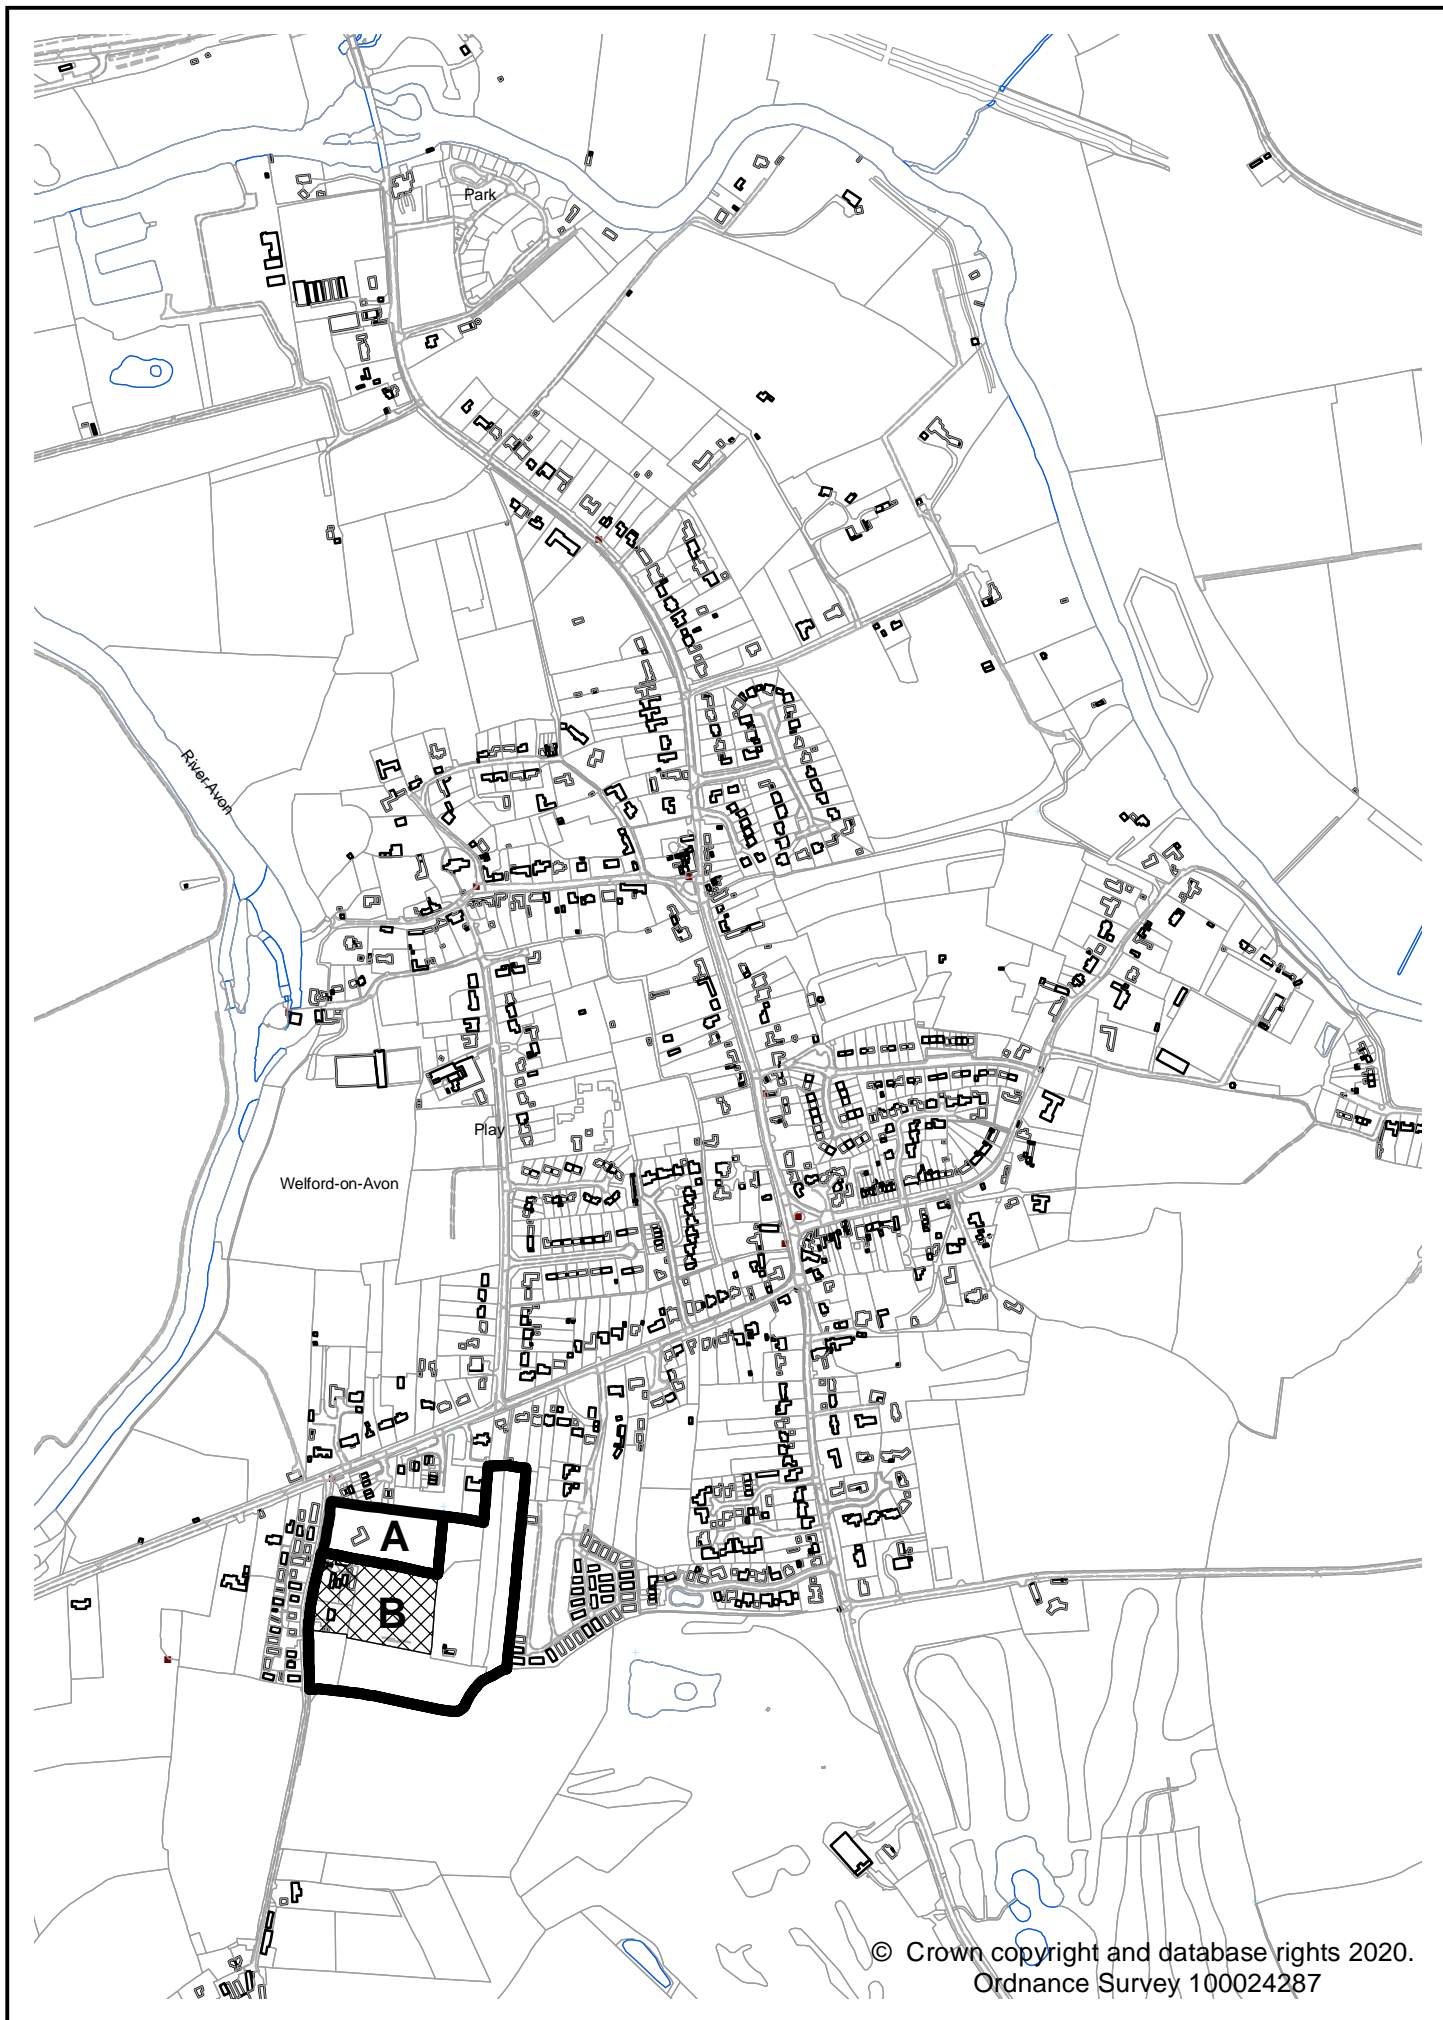 Park
River Avon
Play
Welford-on-Avon
A
B
© Crown copyright and database rights 2020.
Ordnance Survey 100024287